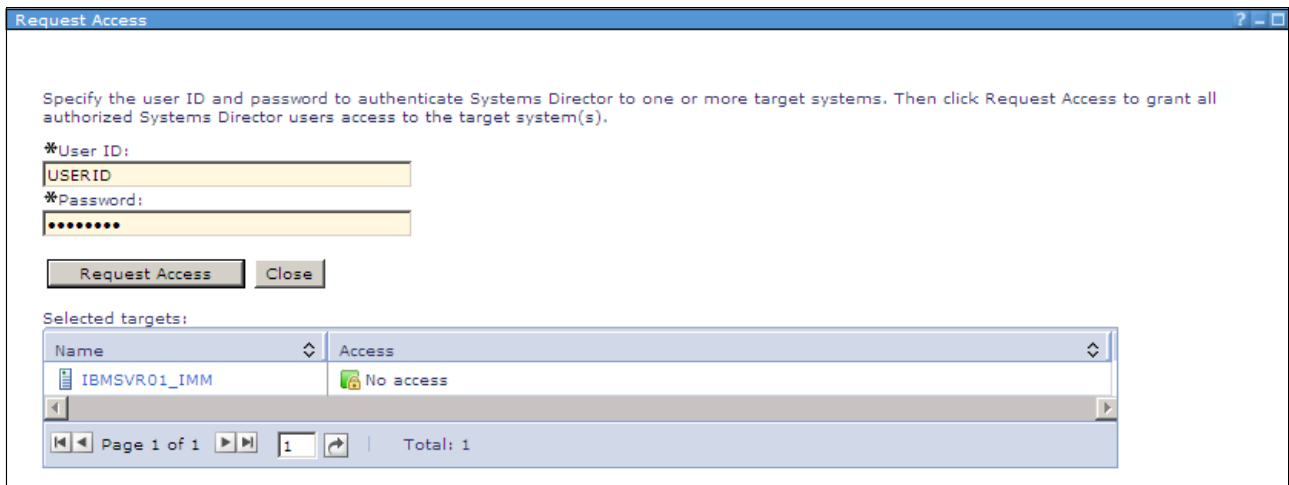 Request Access
?
Specify the user ID and password to authenticate Systems Director to one or more target systems. Then click Request Access to grant all
authorized Systems Director users access to the target system(s).
*User ID:
USERID
*Password:
••••••••
Request Access Close
Selected targets:
Name Access
IBMSVR01_IMM No access
Page 1 of 1 1 Total: 1